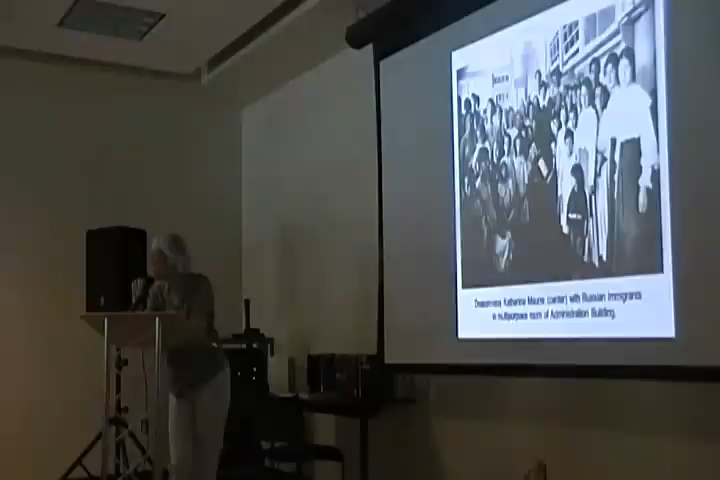 Deaconess Katharine Maurer (center) with Russian Immigrants
in multipurpose room of Administration Building.